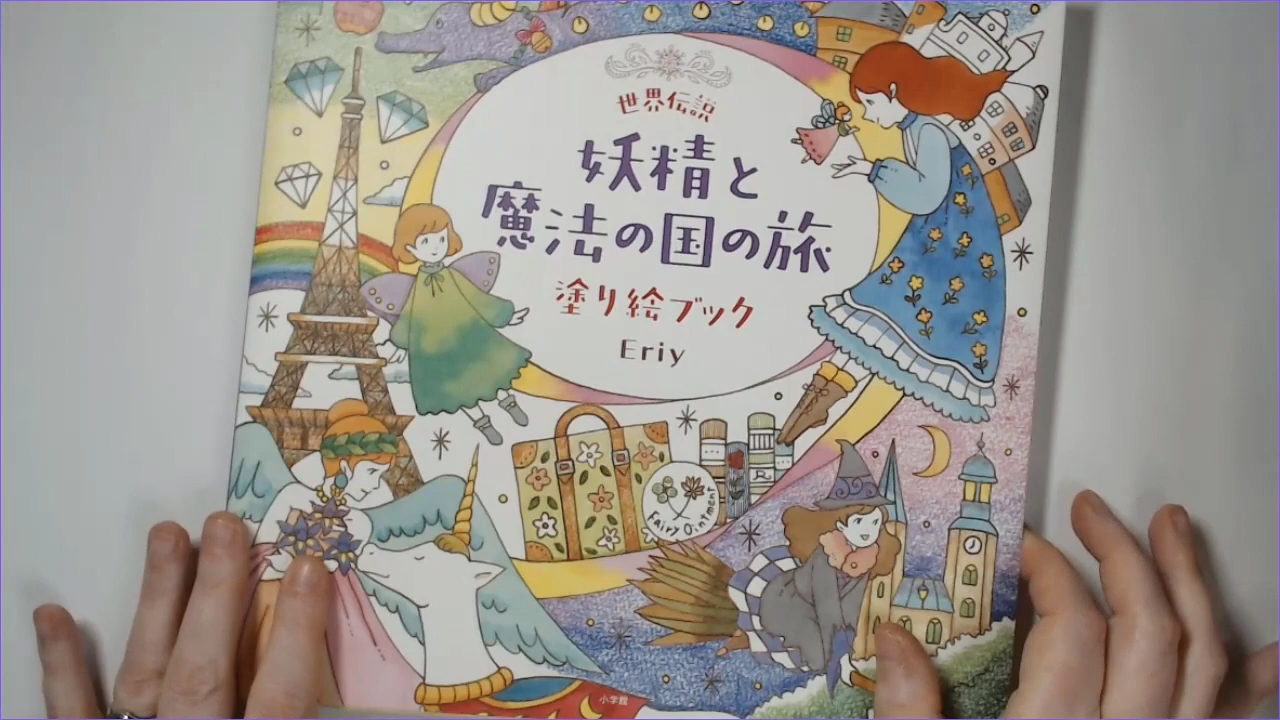 世界伝説
妖精と
魔法の国の旅
塗り絵ブック
Eriy
R
Fairy Ointment
小学館